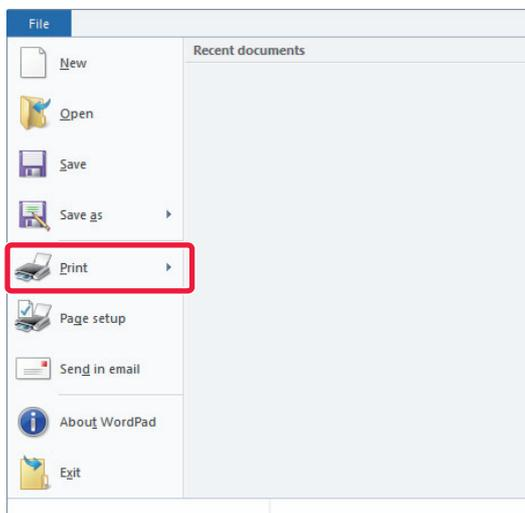 File
Recent documents
New
Open
Save
Save as
Print
Page setup
Send in email
About WordPad
Exit